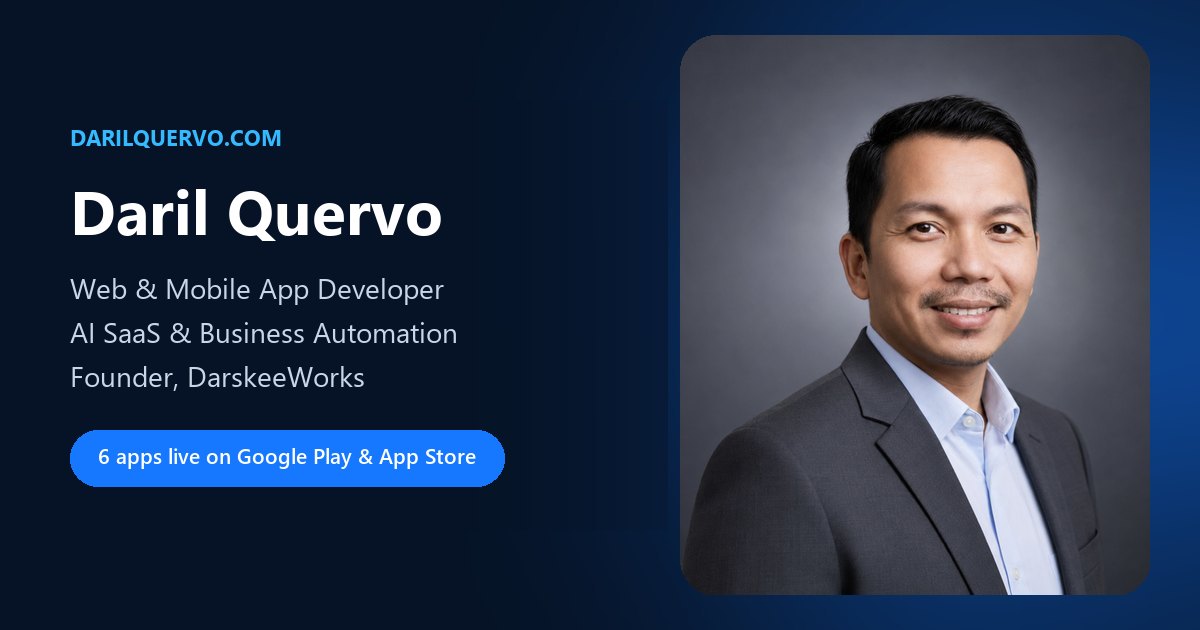 DARILQUERVO.COM
Daril Quervo
Web & Mobile App Developer
AI SaaS & Business Automation
Founder, DarskeeWorks
6 apps live on Google Play & App Store